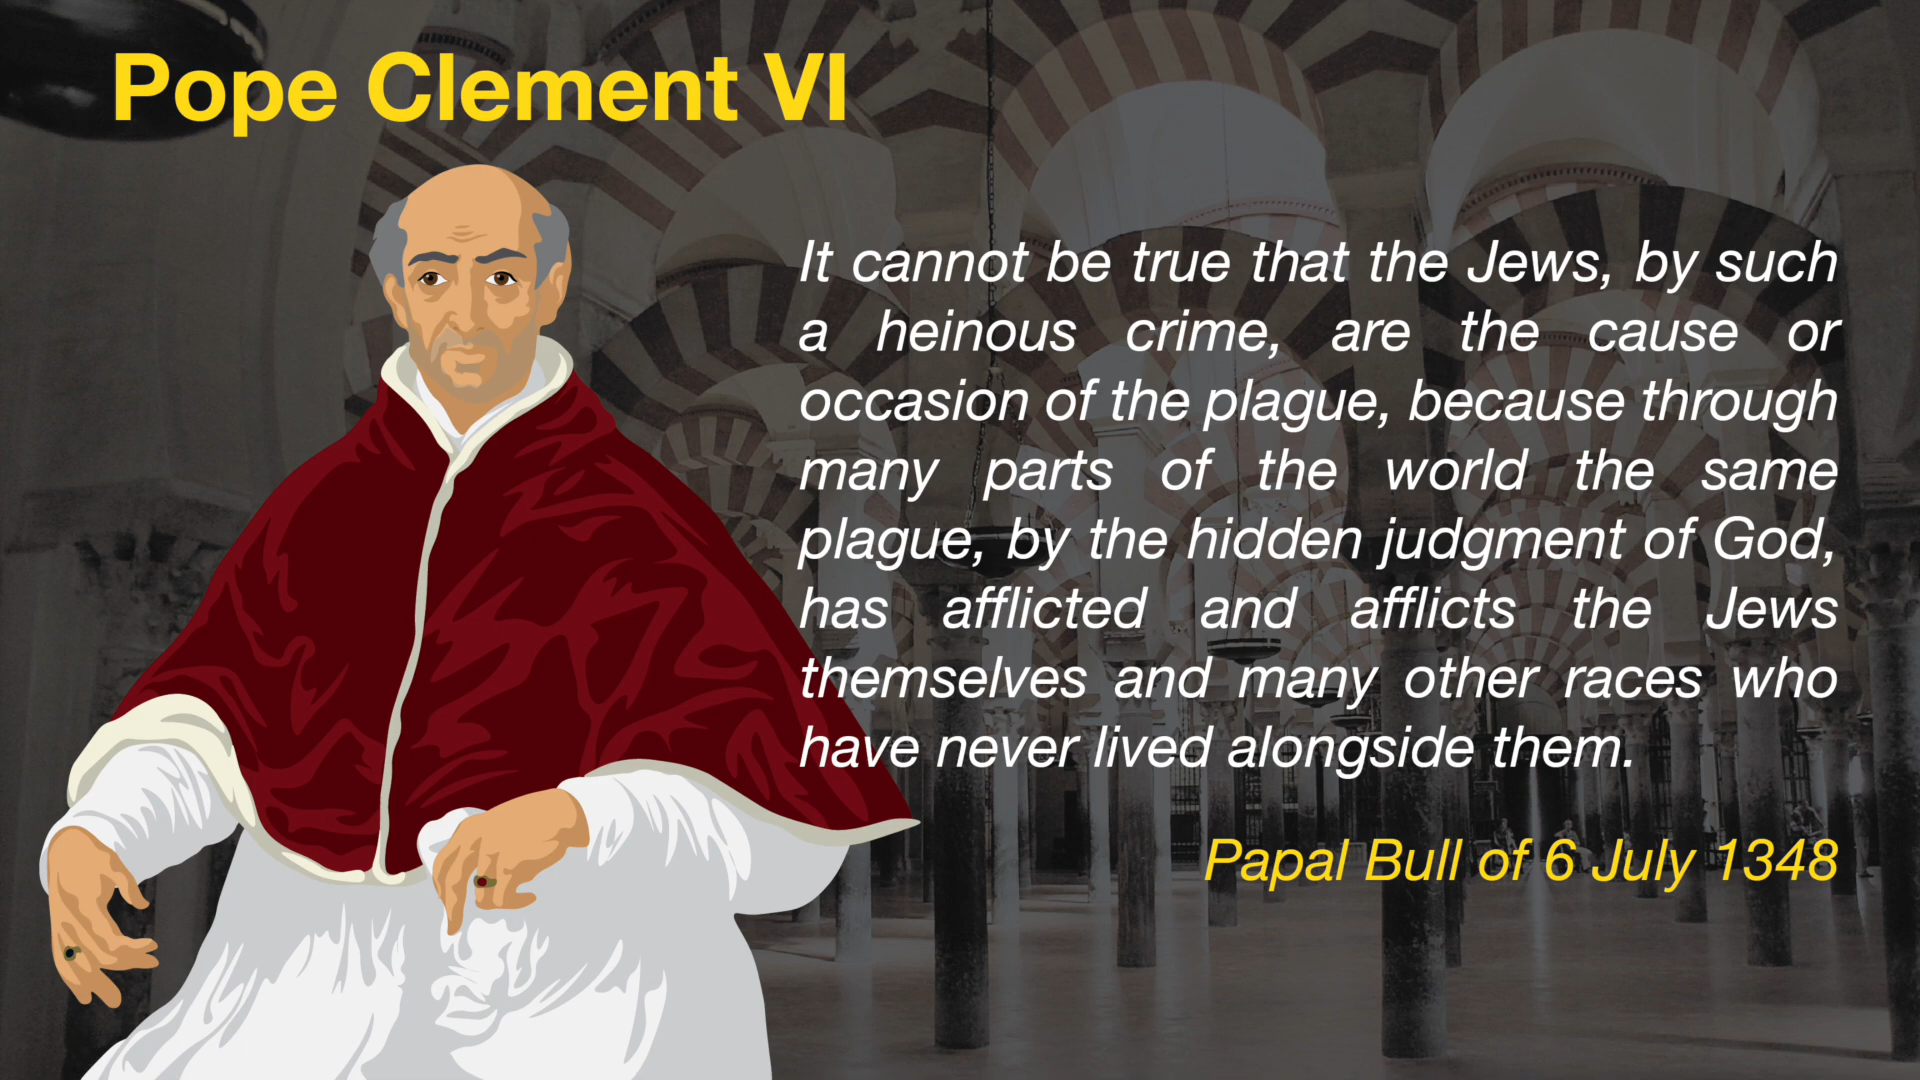 Pope Clement VI
It cannot be true that the Jews, by such
a heinous crime, are the cause or
occasion of the plague, because through
many parts of the world the same
plague, by the hidden judgment of God,
has afflicted and afflicts the Jews
themselves and many other races who
have never lived alongside them.
Papal Bull of 6 July 1348